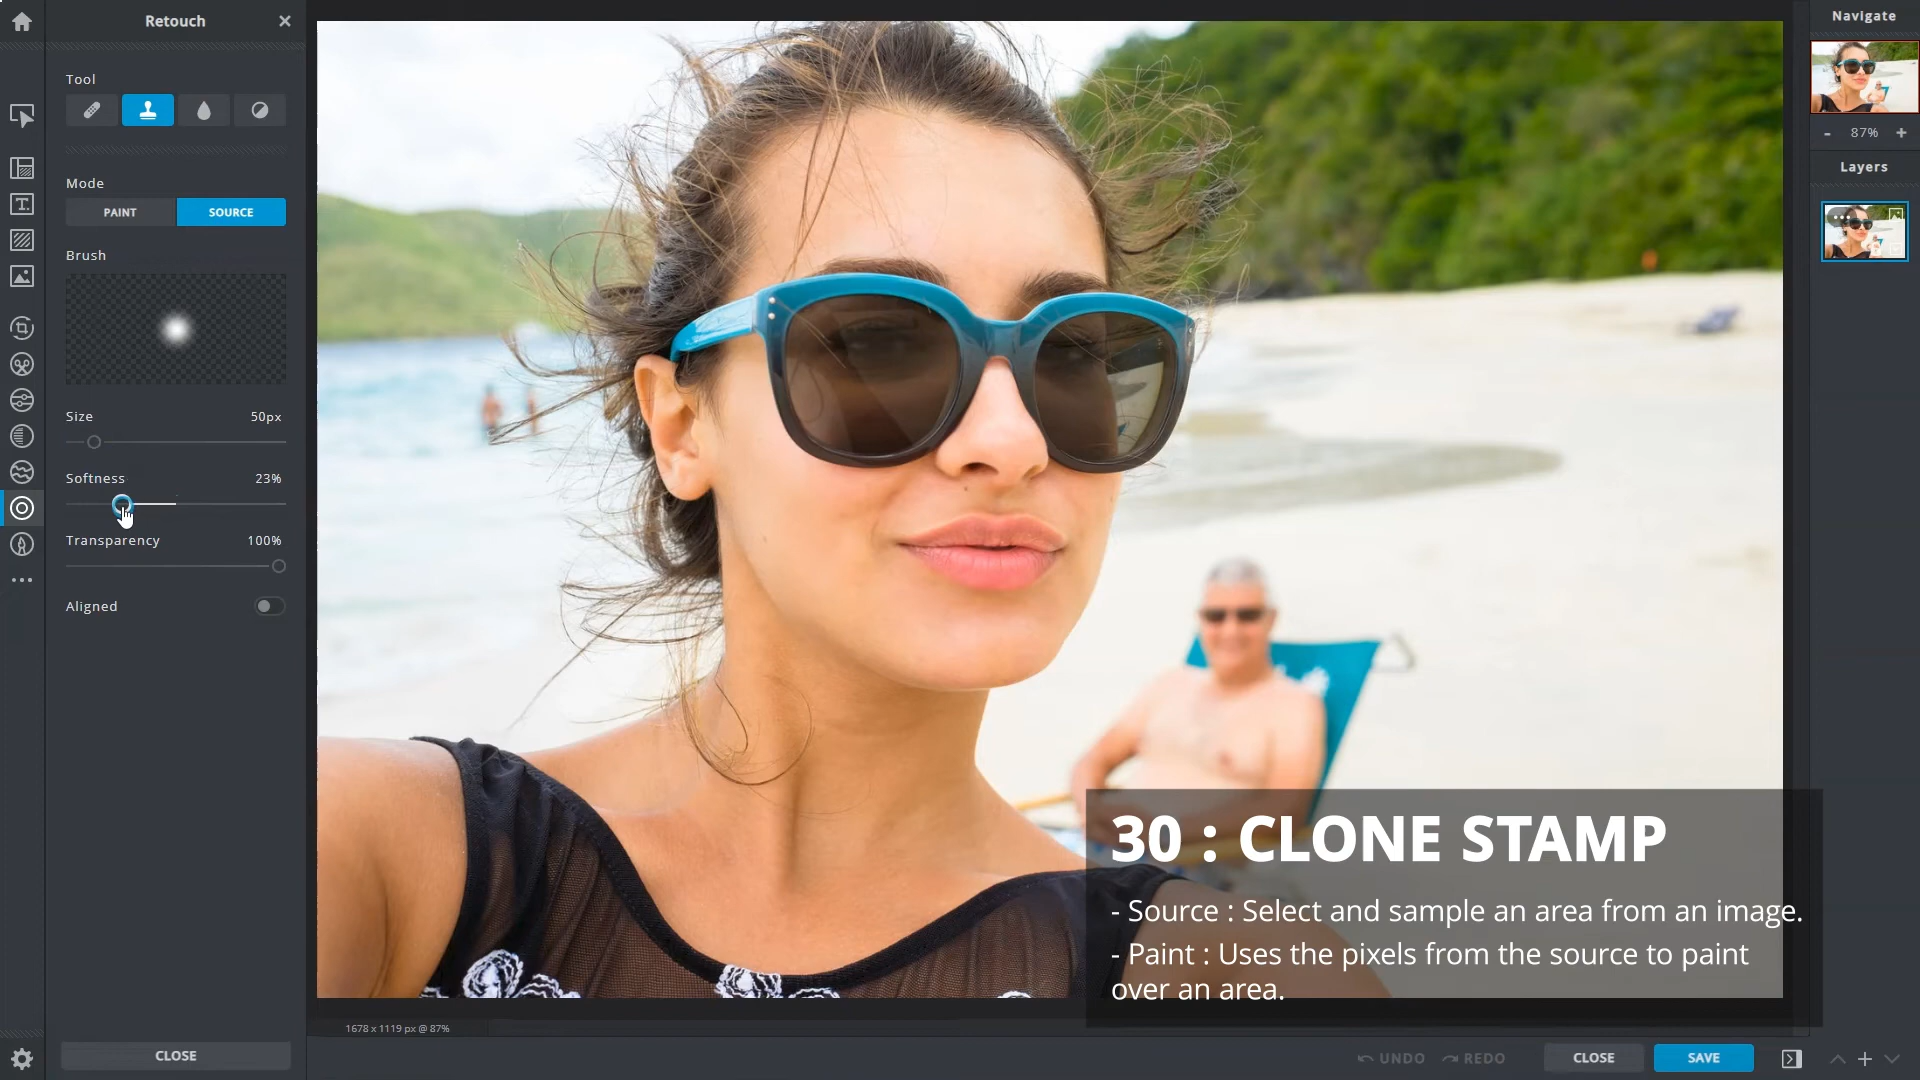 Retouch
Navigate
Tool
87%
Layers
Mode
PAINT SOURCE
Brush
Size 50px
Softness 23%
Transparency 100%
Aligned
30 : CLONE STAMP
- Source : Select and sample an area from an image.
- Paint : Uses the pixels from the source to paint
over an area.
1678 x 1119 px @ 87%
CLOSE
UNDO REDO CLOSE SAVE